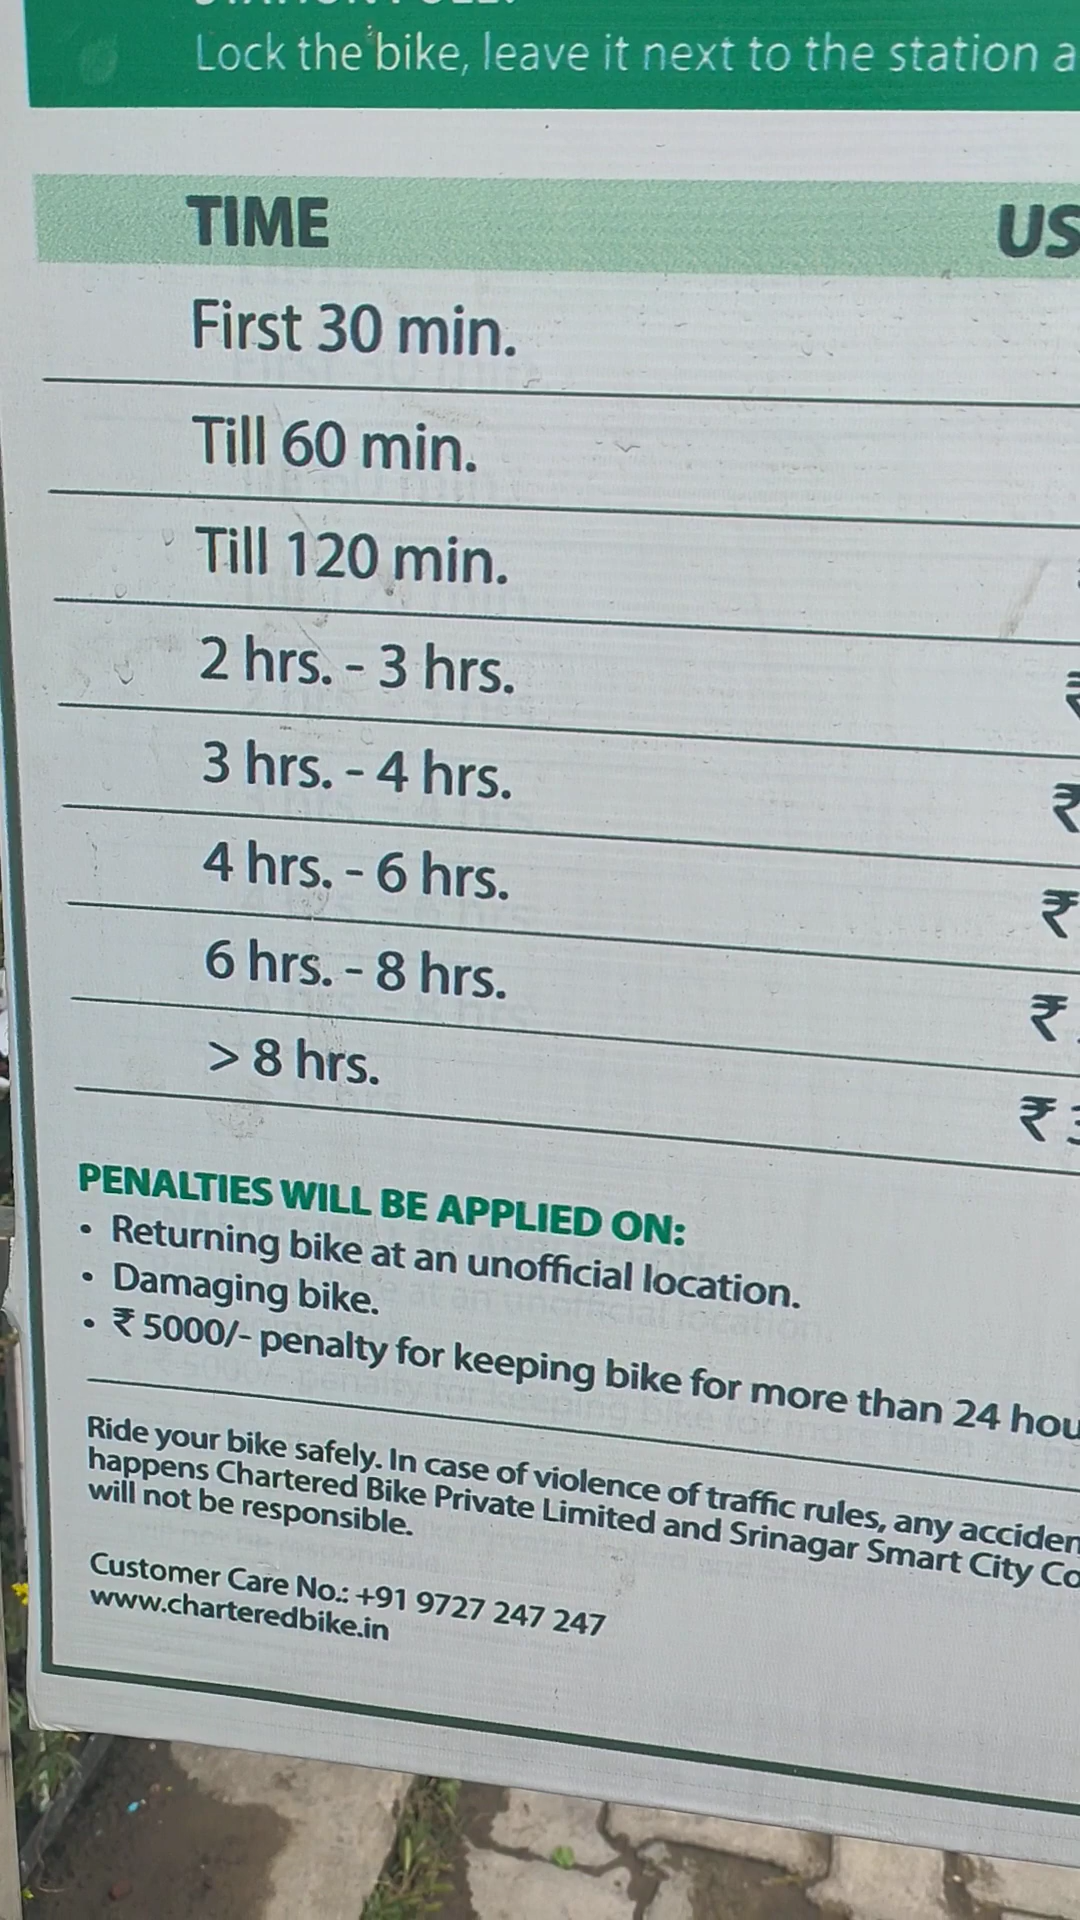 Lock the bike, leave it next to the station a
TIME US
First 30 min.
Till 60 min.
Till 120 min.
2 hrs. - 3 hrs. ₹
3 hrs. - 4 hrs. ₹
4 hrs. - 6 hrs. ₹
6 hrs. - 8 hrs. ₹
> 8 hrs. ₹ 3
PENALTIES WILL BE APPLIED ON:
• Returning bike at an unofficial location.
• Damaging bike.
• ₹ 5000/- penalty for keeping bike for more than 24 hou
Ride your bike safely. In case of violence of traffic rules, any acciden
happens Chartered Bike Private Limited and Srinagar Smart City Co
will not be responsible.
Customer Care No.: +91 9727 247 247
www.charteredbike.in